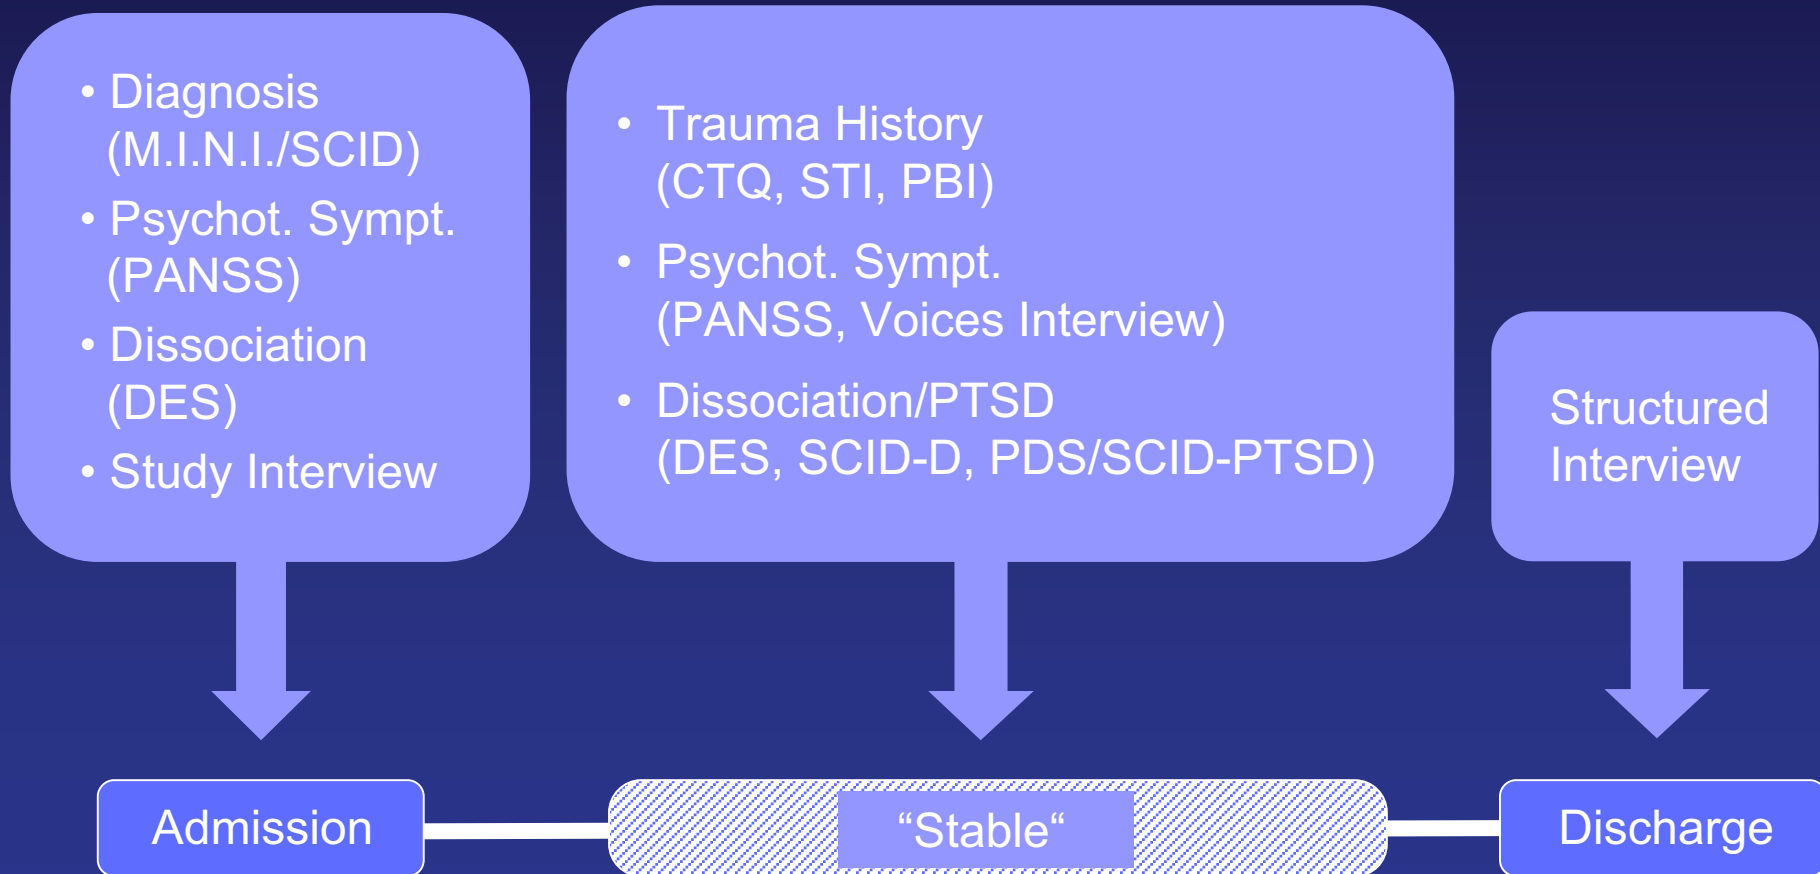 • Diagnosis
(M.I.N.I./SCID)
• Psychot. Sympt.
(PANSS)
• Dissociation
(DES)
• Study Interview
• Trauma History
(CTQ, STI, PBI)
• Psychot. Sympt.
(PANSS, Voices Interview)
• Dissociation/PTSD
(DES, SCID-D, PDS/SCID-PTSD)
Structured
Interview
Admission
“Stable“
Discharge